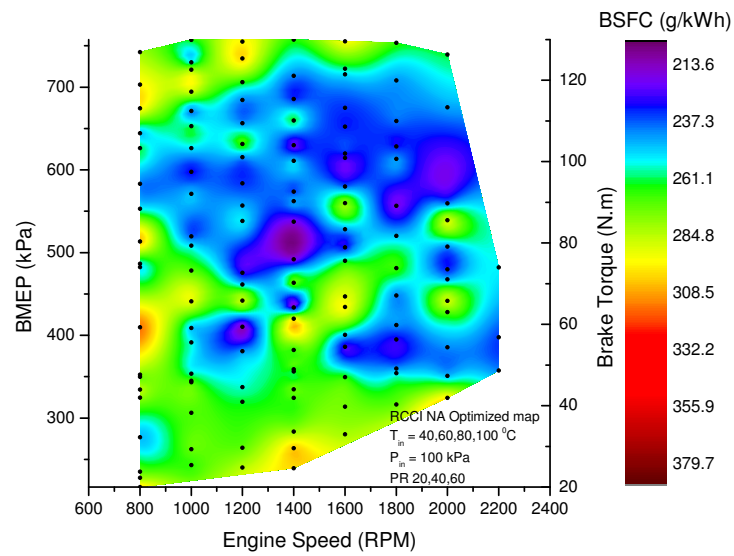 BSFC (g/kWh)
213.6
237.3
261.1
284.8
308.5
332.2
355.9
379.7
BMEP (kPa)
700
600
500
400
300
Brake Torque (N.m)
120
100
80
60
40
20
RCCI NA Optimized map
T_in = 40,60,80,100 ⁰C
P_in = 100 kPa
PR 20,40,60
600 800 1000 1200 1400 1600 1800 2000 2200 2400
Engine Speed (RPM)